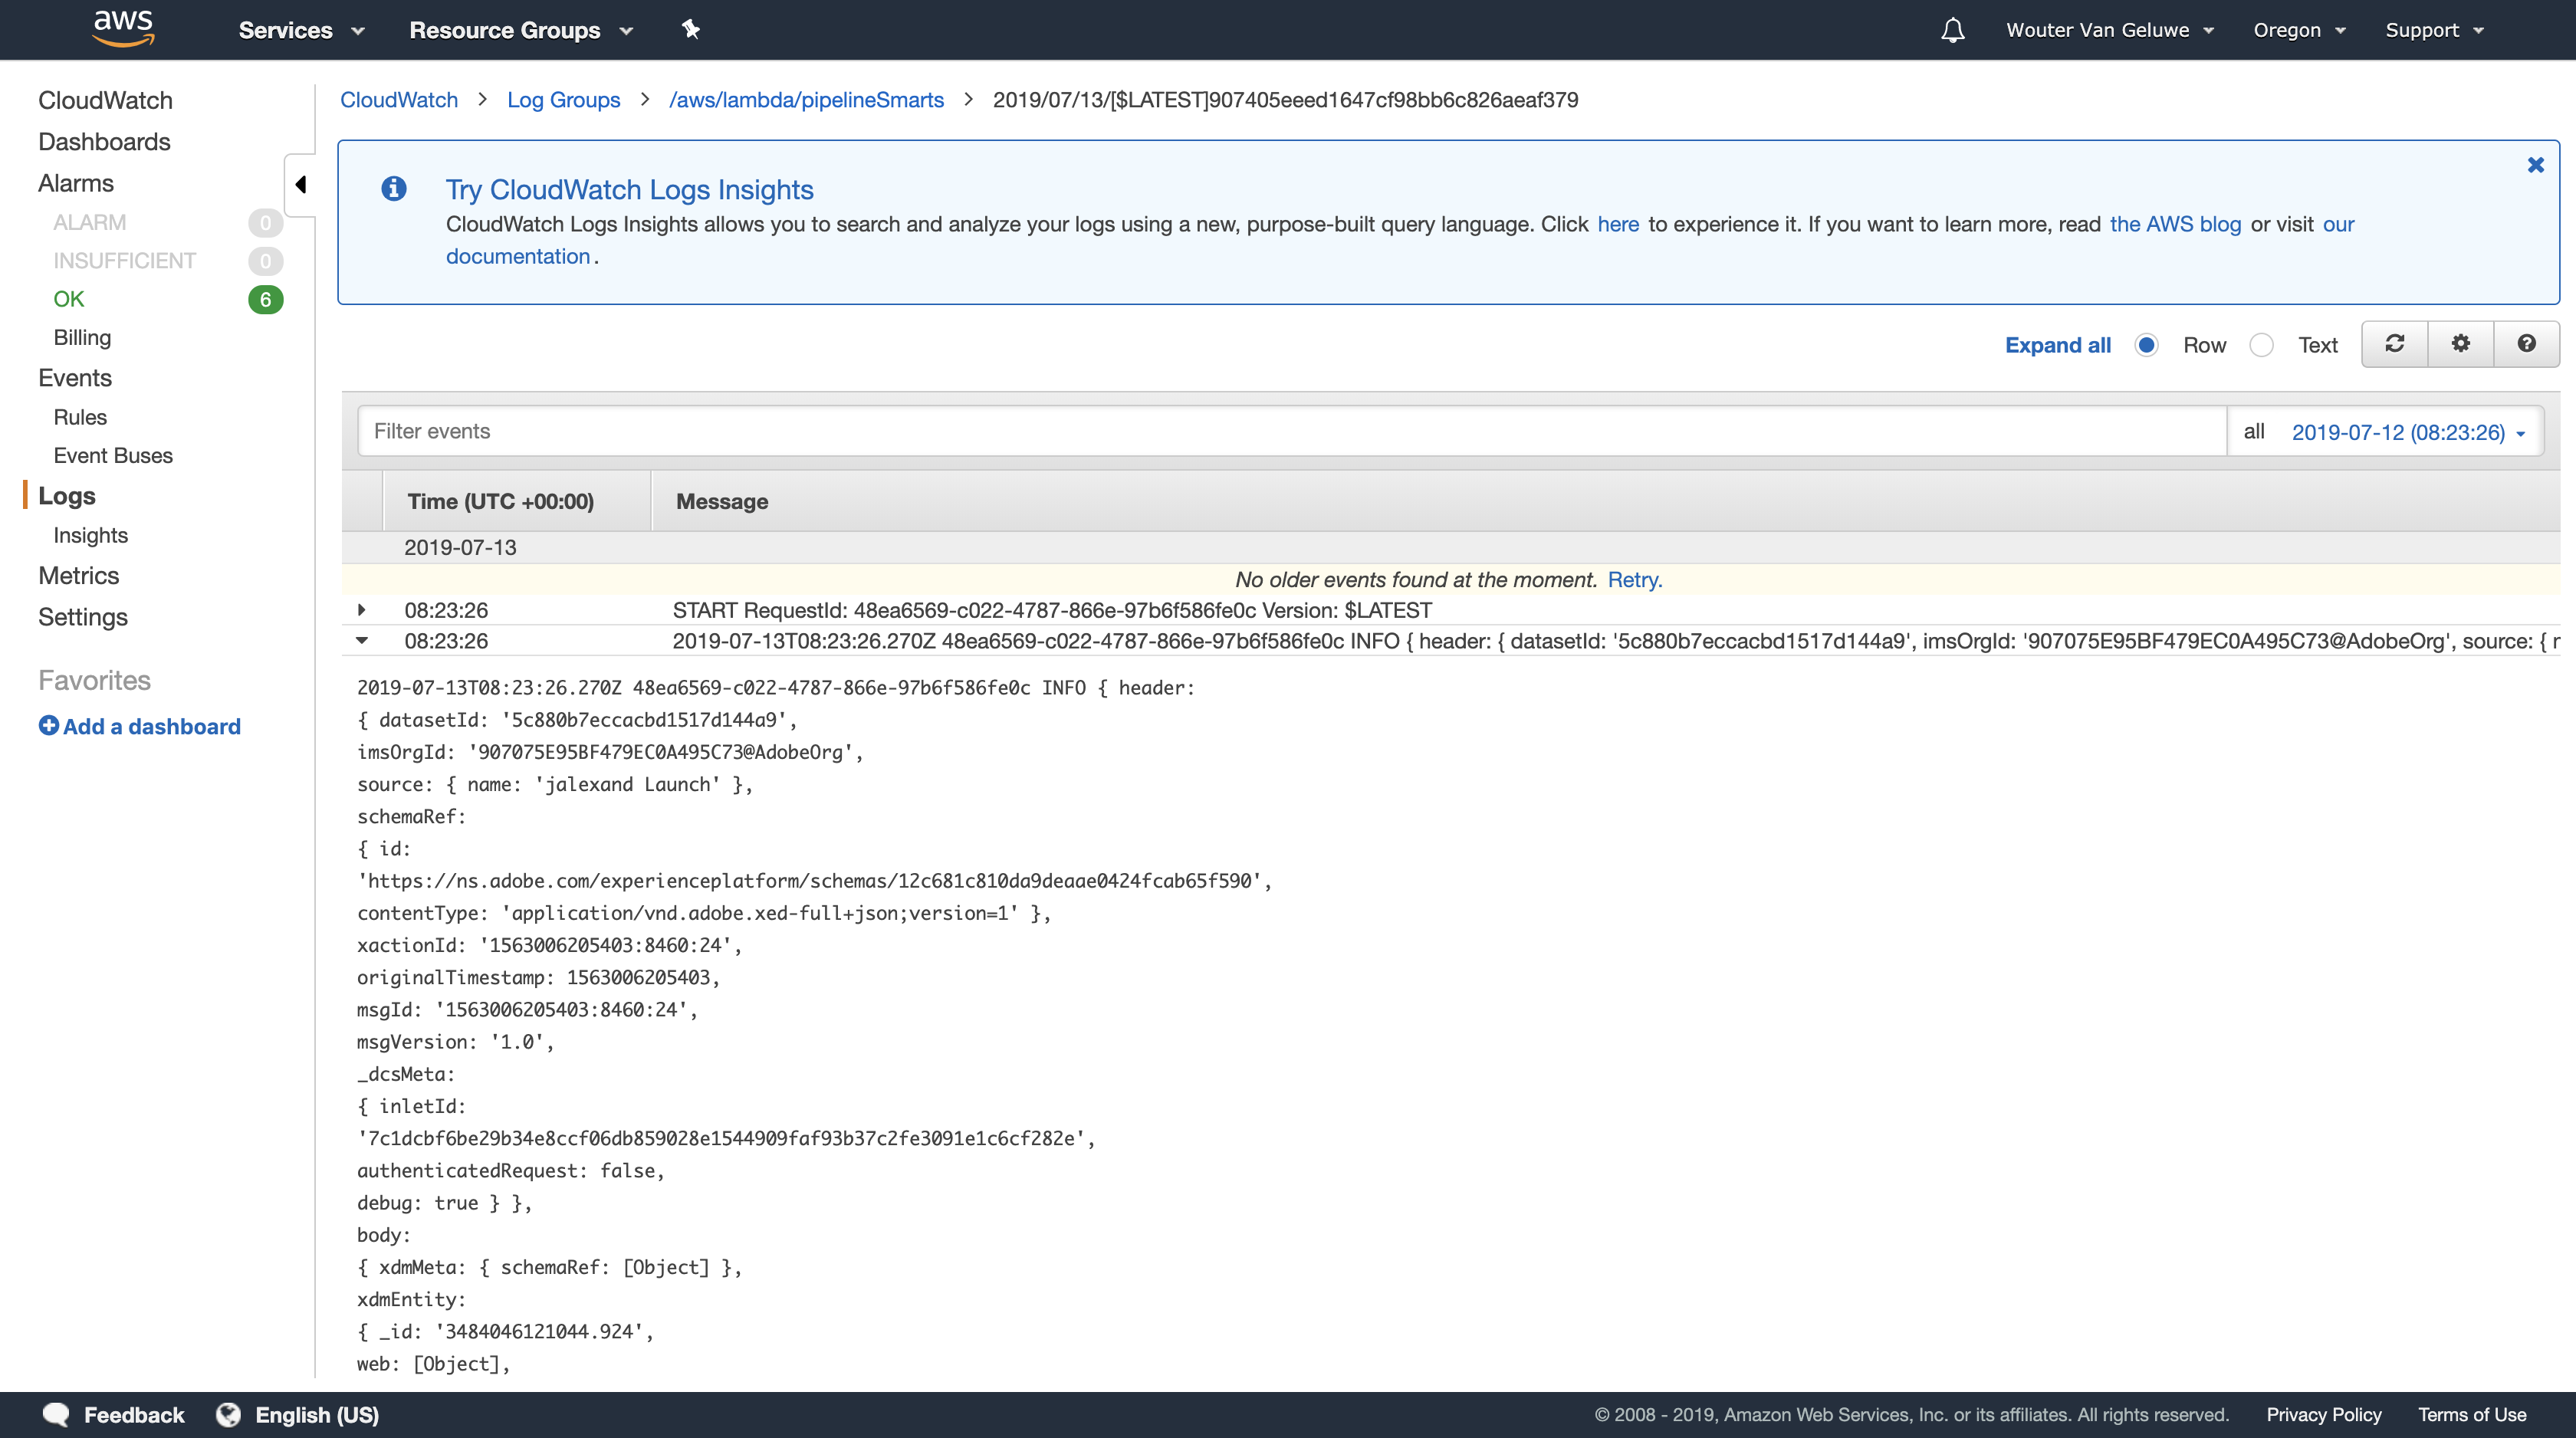 aws Services Resource Groups Wouter Van Geluwe Oregon Support
CloudWatch
Dashboards
Alarms
ALARM 0
INSUFFICIENT 0
OK 6
Billing
Events
Rules
Event Buses
Logs
Insights
Metrics
Settings
Favorites
Add a dashboard
CloudWatch > Log Groups > /aws/lambda/pipelineSmarts > 2019/07/13/[$LATEST]907405eeed1647cf98bb6c826aeaf379
Try CloudWatch Logs Insights
CloudWatch Logs Insights allows you to search and analyze your logs using a new, purpose-built query language. Click here to experience it. If you want to learn more, read the AWS blog or visit our
documentation.
Expand all Row Text
Filter events all 2019-07-12 (08:23:26)
Time (UTC +00:00) Message
2019-07-13
No older events found at the moment. Retry.
08:23:26 START RequestId: 48ea6569-c022-4787-866e-97b6f586fe0c Version: $LATEST
08:23:26 2019-07-13T08:23:26.270Z 48ea6569-c022-4787-866e-97b6f586fe0c INFO { header: { datasetId: '5c880b7eccacbd1517d144a9', imsOrgId: '907075E95BF479EC0A495C73@AdobeOrg', source: {
2019-07-13T08:23:26.270Z 48ea6569-c022-4787-866e-97b6f586fe0c INFO { header:
{ datasetId: '5c880b7eccacbd1517d144a9',
imsOrgId: '907075E95BF479EC0A495C73@AdobeOrg',
source: { name: 'jalexand Launch' },
schemaRef:
{ id:
'https://ns.adobe.com/experienceplatform/schemas/12c681c810da9deaae0424fcab65f590',
contentType: 'application/vnd.adobe.xed-full+json;version=1' },
xactionId: '1563006205403:8460:24',
originalTimestamp: 1563006205403,
msgId: '1563006205403:8460:24',
msgVersion: '1.0',
_dcsMeta:
{ inletId:
'7c1dcbf6be29b34e8ccf06db859028e1544909faf93b37c2fe3091e1c6cf282e',
authenticatedRequest: false,
debug: true } },
body:
{ xdmMeta: { schemaRef: [Object] },
xdmEntity:
{ _id: '3484046121044.924',
web: [Object],
Feedback English (US) © 2008 - 2019, Amazon Web Services, Inc. or its affiliates. All rights reserved. Privacy Policy Terms of Use